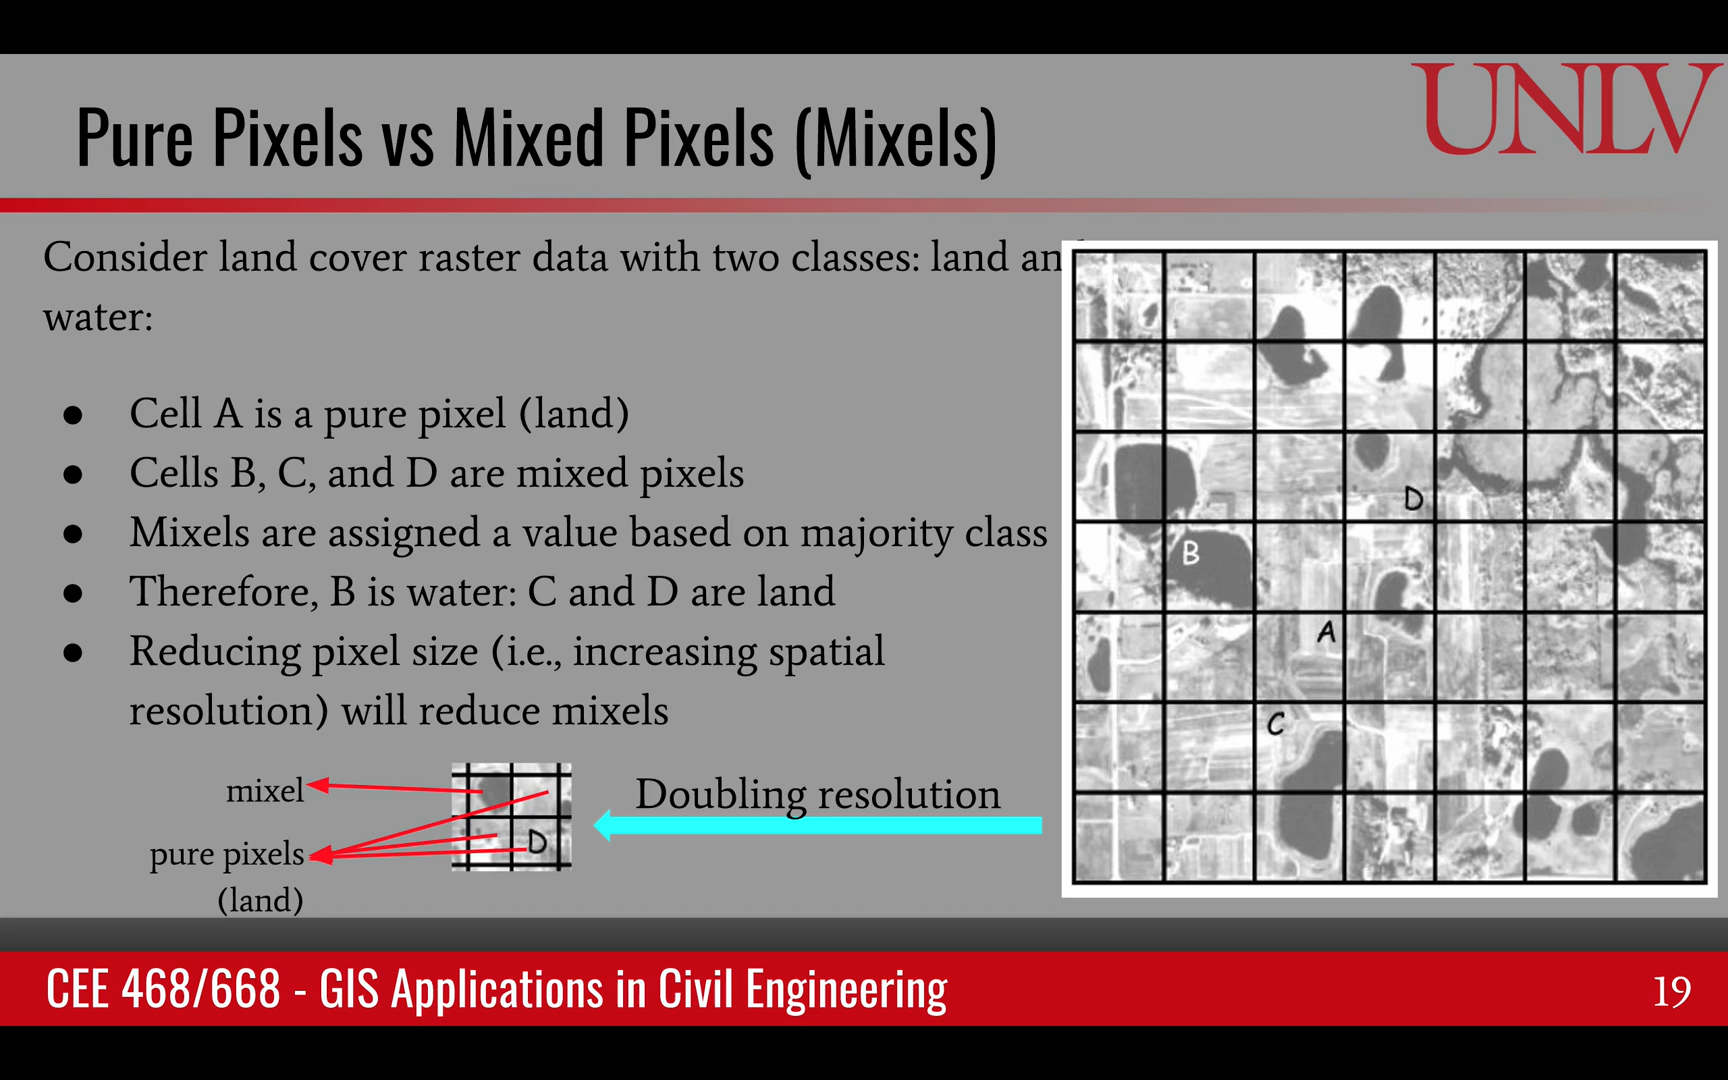 UNLV
Pure Pixels vs Mixed Pixels (Mixels)
Consider land cover raster data with two classes: land an
water:
● Cell A is a pure pixel (land)
● Cells B, C, and D are mixed pixels
● Mixels are assigned a value based on majority class
● Therefore, B is water: C and D are land
● Reducing pixel size (i.e., increasing spatial
resolution) will reduce mixels
D
B
A
C
mixel
pure pixels
(land)
D
Doubling resolution
CEE 468/668 - GIS Applications in Civil Engineering
19